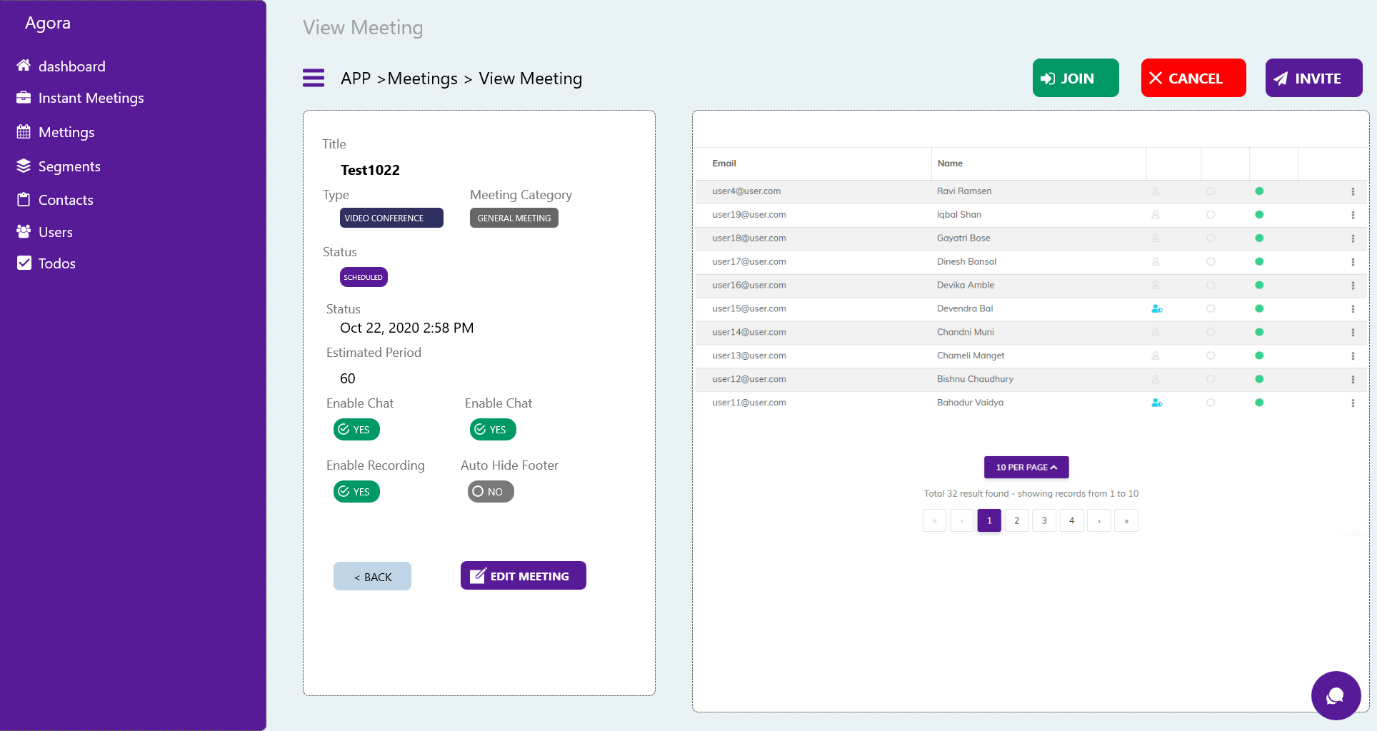 Agora
dashboard
Instant Meetings
Mettings
Segments
Contacts
Users
Todos
View Meeting
APP >Meetings > View Meeting
JOIN
CANCEL
INVITE
Title
Test1022
Type Meeting Category
VIDEO CONFERENCE GENERAL MEETING
Status
SCHEDULED
Status
Oct 22, 2020 2:58 PM
Estimated Period
60
Enable Chat Enable Chat
YES YES
Enable Recording Auto Hide Footer
YES NO
< BACK EDIT MEETING
Email Name
user4@user.com Ravi Ramsen
user19@user.com Iqbal Shan
user18@user.com Gayatri Bose
user17@user.com Dinesh Bansal
user16@user.com Devika Amble
user15@user.com Devendra Bal
user14@user.com Chandni Muni
user13@user.com Chameli Manget
user12@user.com Bishnu Chaudhury
user11@user.com Bahadur Vaidya
10 PER PAGE
Total 32 result found - showing records from 1 to 10
« ‹ 1 2 3 4 › »